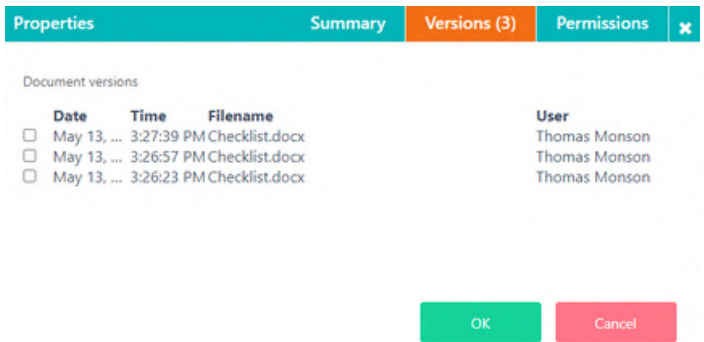 Properties Summary Versions (3) Permissions ×
Document versions
Date Time Filename User
May 13, ... 3:27:39 PM Checklist.docx Thomas Monson
May 13, ... 3:26:57 PM Checklist.docx Thomas Monson
May 13, ... 3:26:23 PM Checklist.docx Thomas Monson
OK Cancel